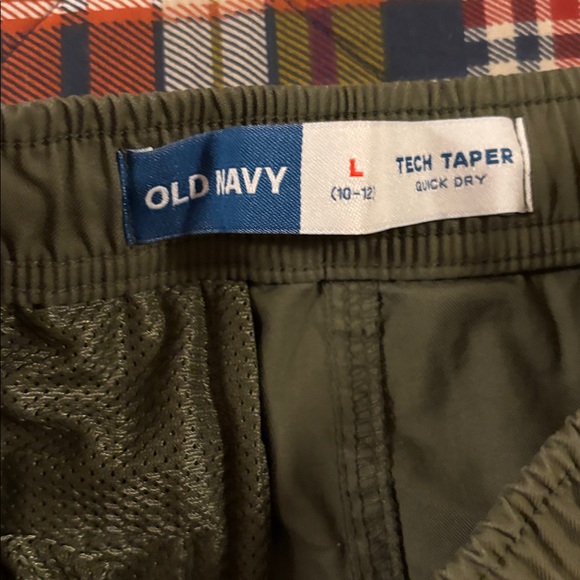 OLD NAVY
L
(10-12)
TECH TAPER
QUICK DRY